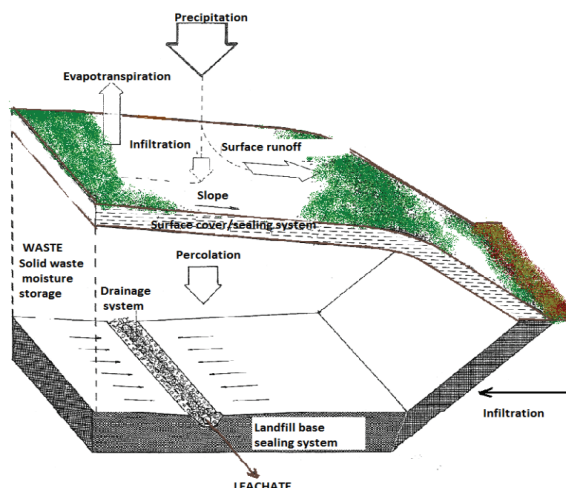 Precipitation
Evapotranspiration
Infiltration
Surface runoff
Slope
Surface cover/sealing system
WASTE
Solid waste
moisture
storage
Percolation
Drainage
system
Infiltration
Landfill base
sealing system
LEACHATE